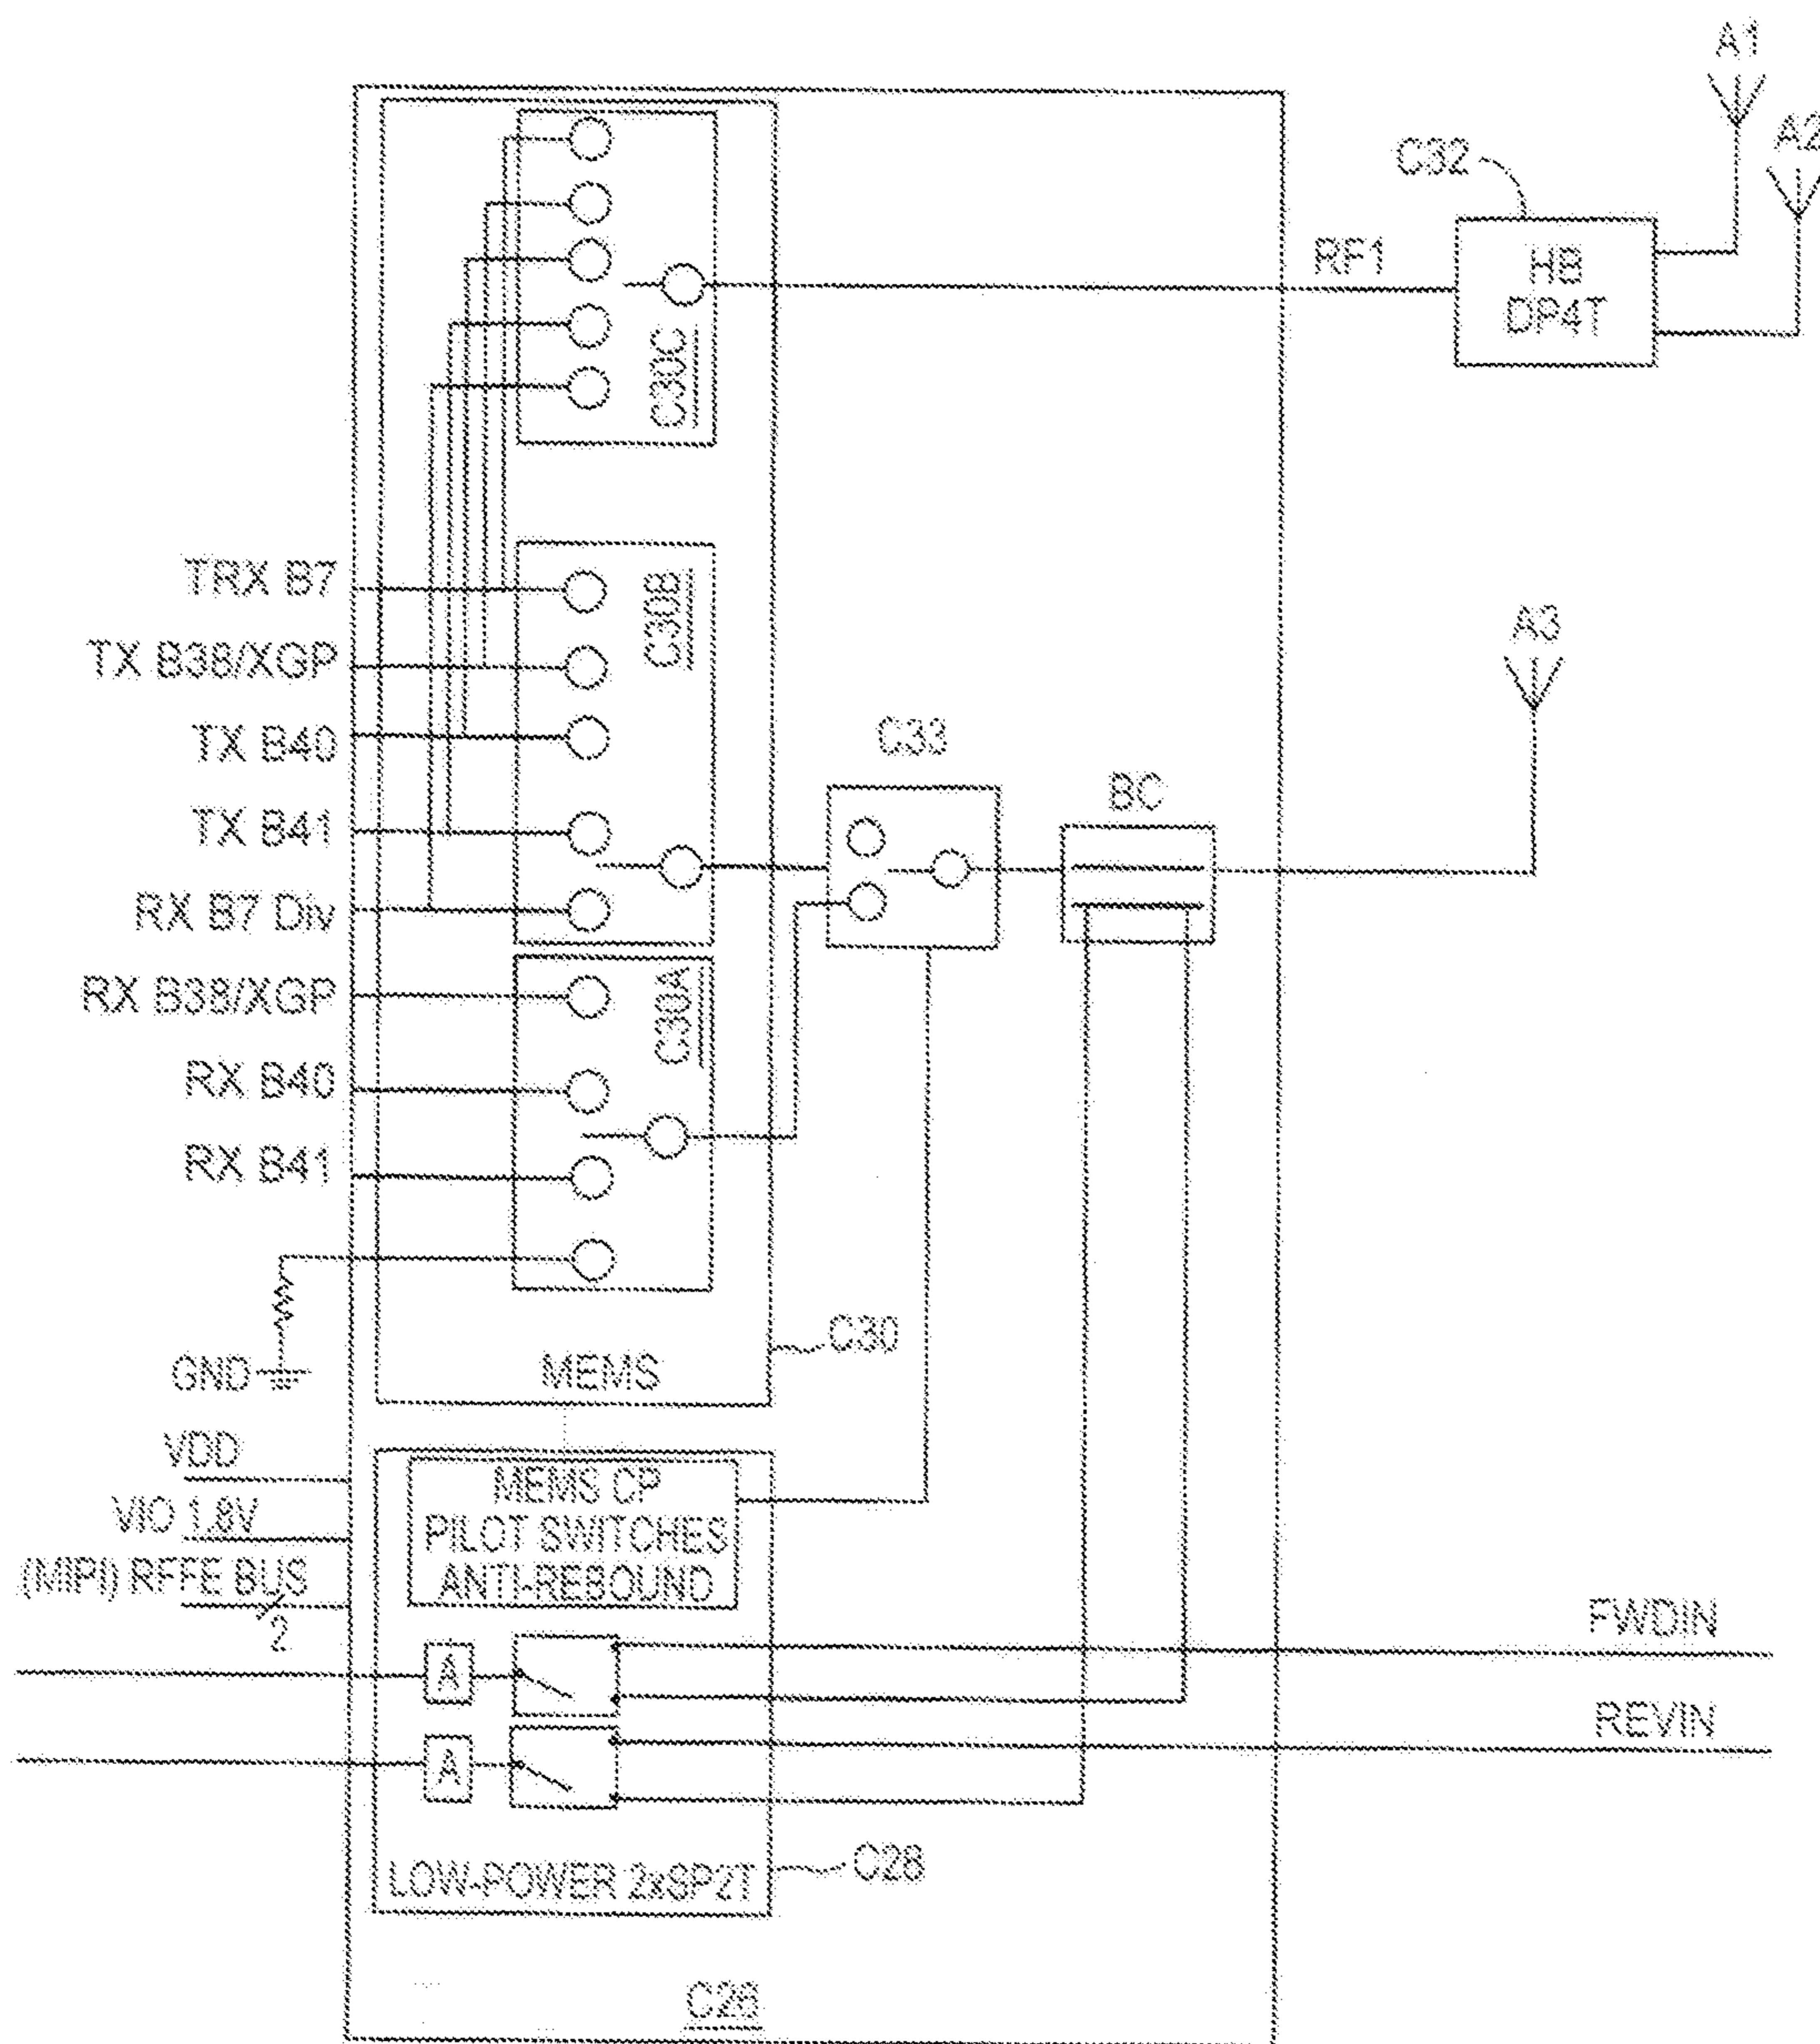 A1
A2
C32
HB
DP4T
RF1
C30C
TRX B7
C30B
TX B38/XGP
TX B40
TX B41
RX B7 Div
A3
C33
BC
RX B38/XGP
C30A
RX B40
RX B41
C30
GND
MEMS
VDD
VIO 1.8V
(MIPI) RFFE BUS
2
MEMS CP
PILOT SWITCHES
ANTI-REBOUND
FWDIN
A
REVIN
A
C28
LOW-POWER 2xSP2T
C26